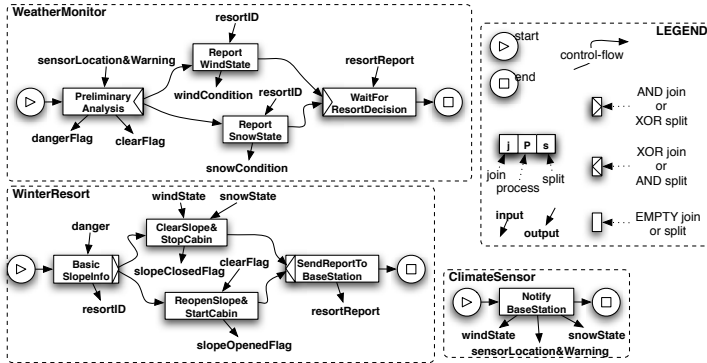 WeatherMonitor
resortID
sensorLocation&Warning
Report
WindState
resortReport
Preliminary
Analysis
windCondition
resortID
WaitFor
ResortDecision
dangerFlag
clearFlag
Report
SnowState
snowCondition
LEGEND
start
control-flow
end
AND join
or
XOR split
j P s
join
process
split
XOR join
or
AND split
input
output
EMPTY join
or split
WinterResort
windState
snowState
danger
ClearSlope&
StopCabin
Basic
SlopeInfo
slopeClosedFlag
clearFlag
SendReportTo
BaseStation
resortID
ReopenSlope&
StartCabin
resortReport
slopeOpenedFlag
ClimateSensor
Notify
BaseStation
windState
snowState
sensorLocation&Warning